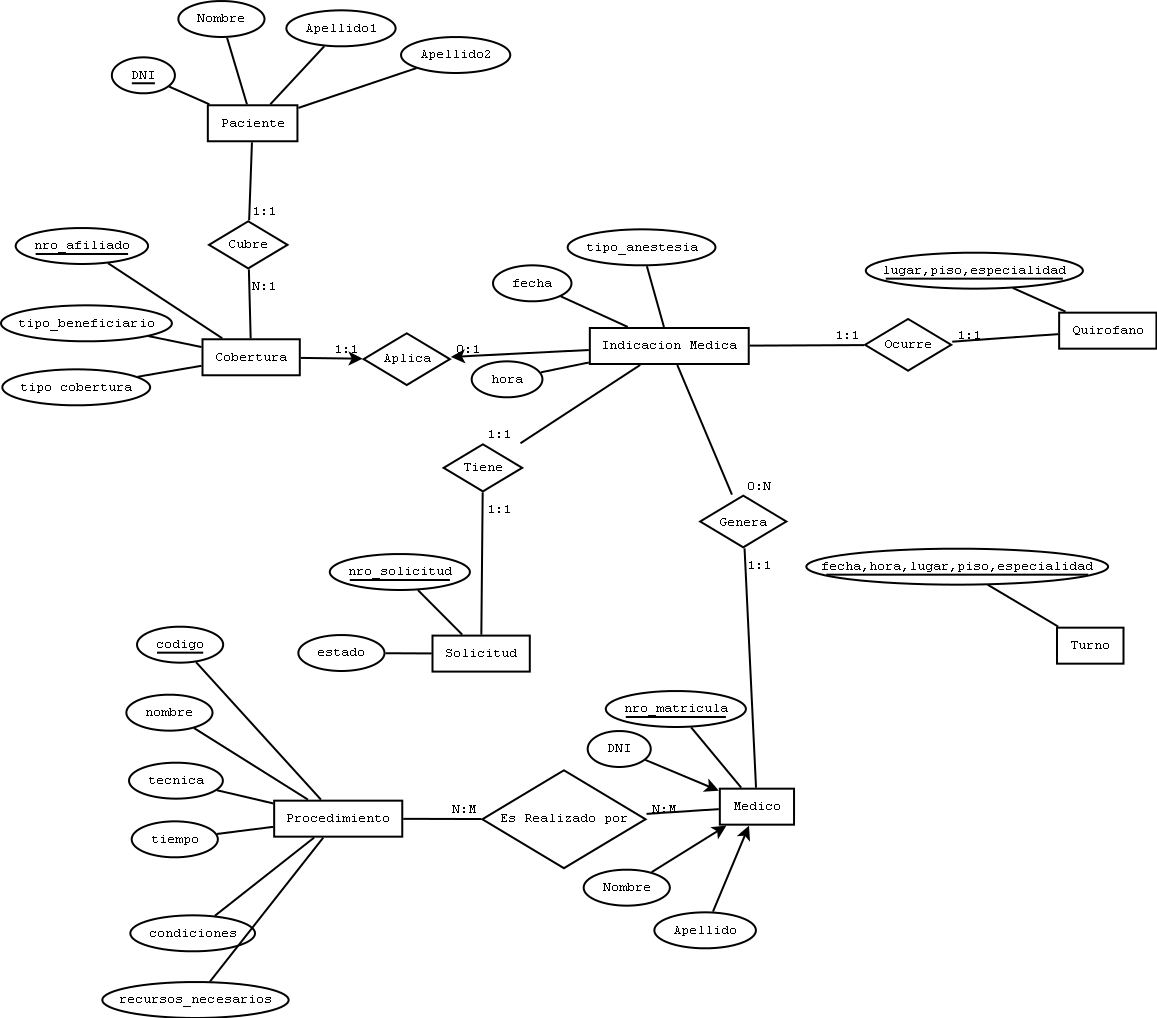 Nombre
Apellido1
Apellido2
DNI
Paciente
1:1
Cubre
nro_afiliado
tipo_anestesia
lugar,piso,especialidad
fecha
N:1
tipo_beneficiario
Quirofano
1:1
1:1
Indicacion Medica
Ocurre
1:1
0:1
Cobertura
Aplica
hora
tipo cobertura
1:1
Tiene
0:N
1:1
Genera
1:1
fecha,hora,lugar,piso,especialidad
nro_solicitud
codigo
estado
Solicitud
Turno
nombre
nro_matricula
DNI
tecnica
N:M
N:M
Medico
Procedimiento
Es Realizado por
tiempo
Nombre
condiciones
Apellido
recursos_necesarios